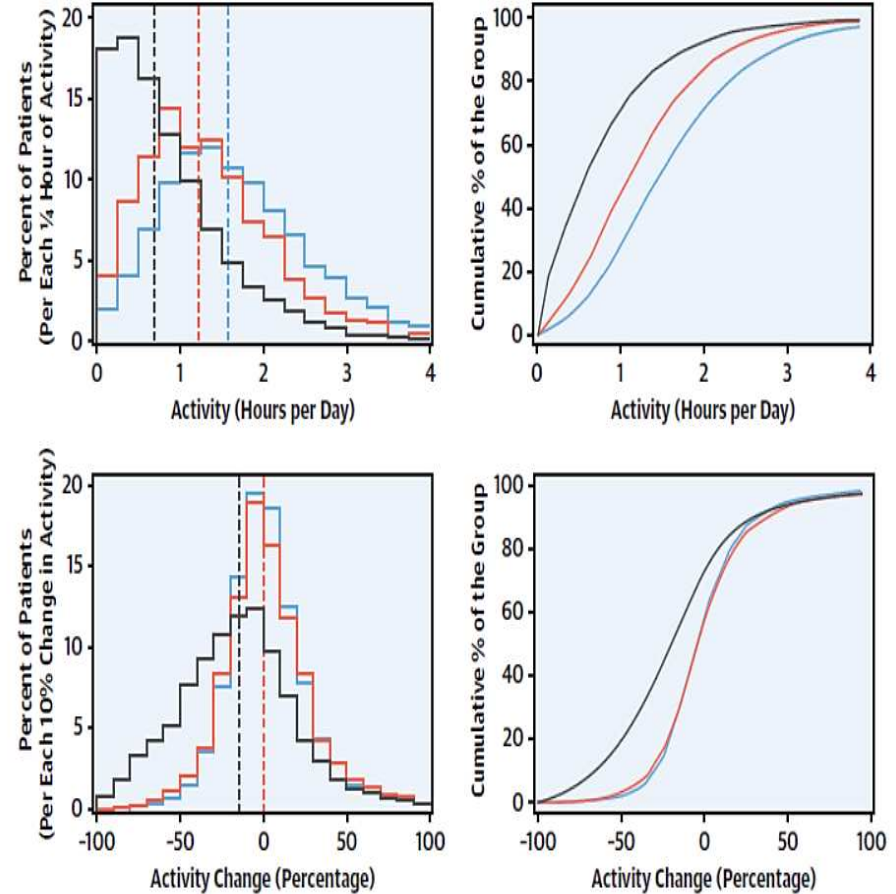 Percent of Patients
(Per Each ¼ Hour of Activity)
20
15
10
5
0
0 1 2 3 4
Activity (Hours per Day)
Cumulative % of the Group
100
80
60
40
20
0
0 1 2 3 4
Activity (Hours per Day)
Percent of Patients
(Per Each 10% Change in Activity)
20
15
10
5
0
-100 -50 0 50 100
Activity Change (Percentage)
Cumulative % of the Group
100
80
60
40
20
0
-100 -50 0 50 100
Activity Change (Percentage)